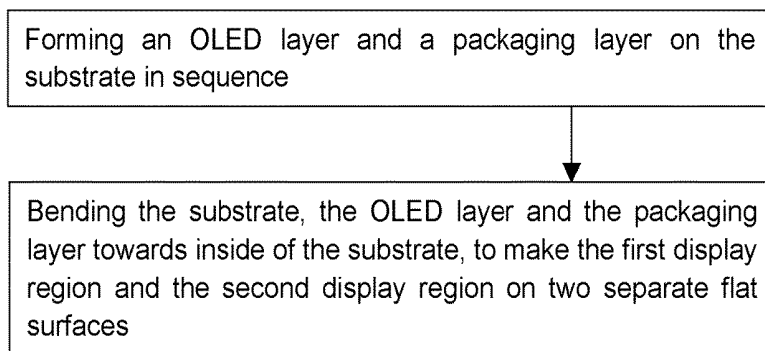 Forming an OLED layer and a packaging layer on the
substrate in sequence
Bending the substrate, the OLED layer and the packaging
layer towards inside of the substrate, to make the first display
region and the second display region on two separate flat
surfaces